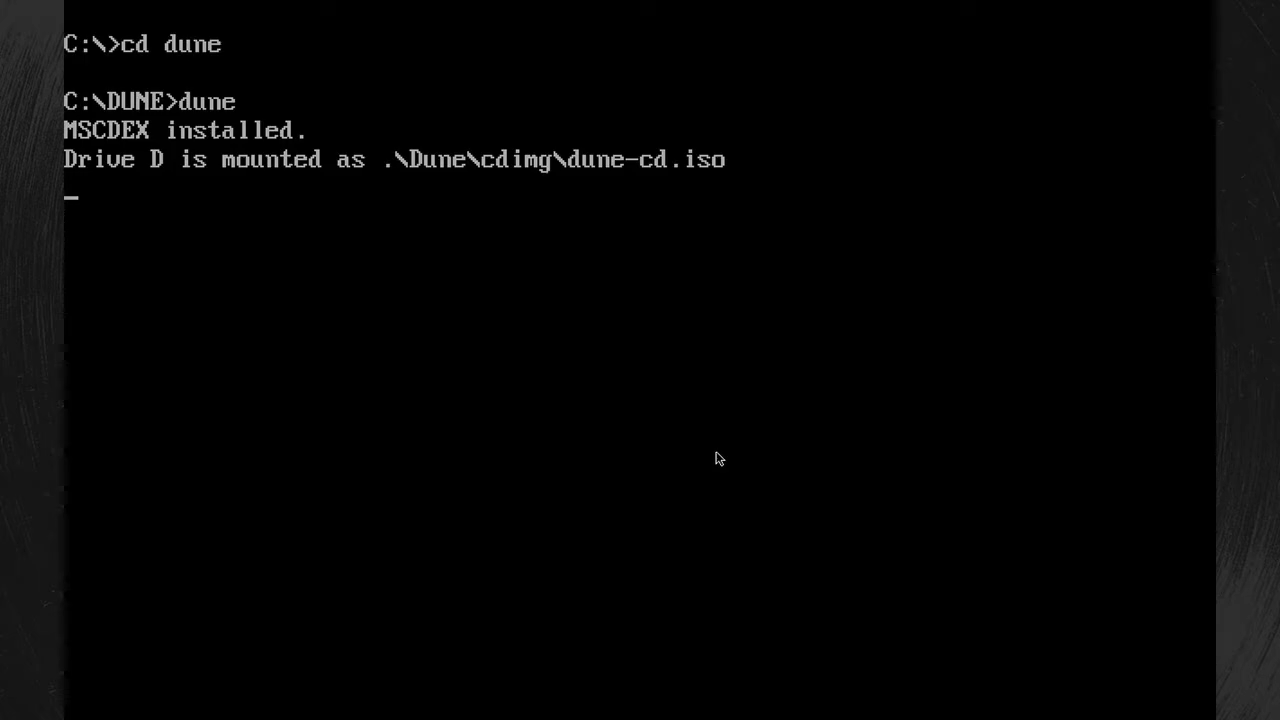 C:\>cd dune
C:\DUNE>dune
MSCDEX installed.
Drive D is mounted as .\Dune\cdimg\dune-cd.iso